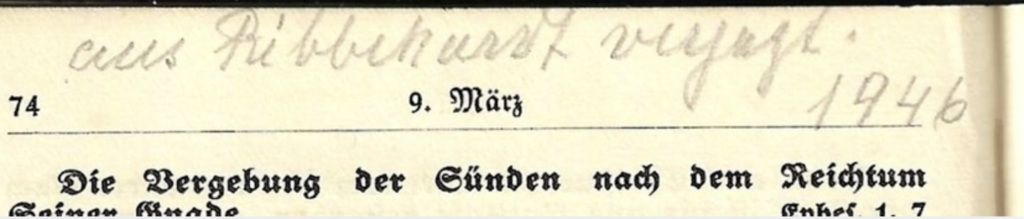 aus Ribbekardt verjagt.
1946
74 9. März
Die Vergebung der Sünden nach dem Reichtum
Seiner Gnade. Ephes. 1, 7